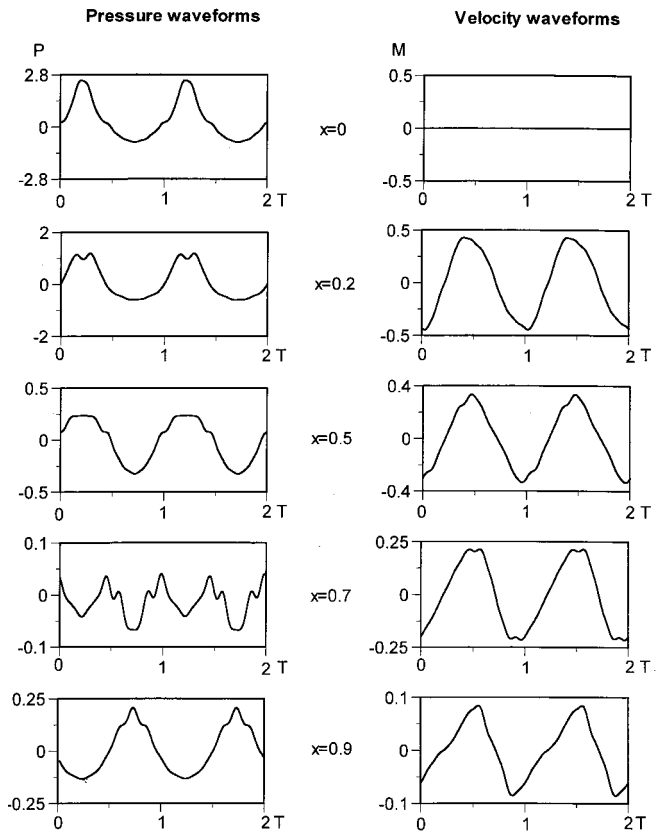 Pressure waveforms Velocity waveforms
P M
2.8 0 -2.8 0 1 2 T
x=0
0.5 0 -0.5 0 1 2 T
2 0 -2 0 1 2 T
x=0.2
0.5 0 -0.5 0 1 2 T
0.5 0 -0.5 0 1 2 T
x=0.5
0.4 0 -0.4 0 1 2 T
0.1 0 -0.1 0 1 2 T
x=0.7
0.25 0 -0.25 0 1 2 T
0.25 0 -0.25 0 1 2 T
x=0.9
0.1 0 -0.1 0 1 2 T